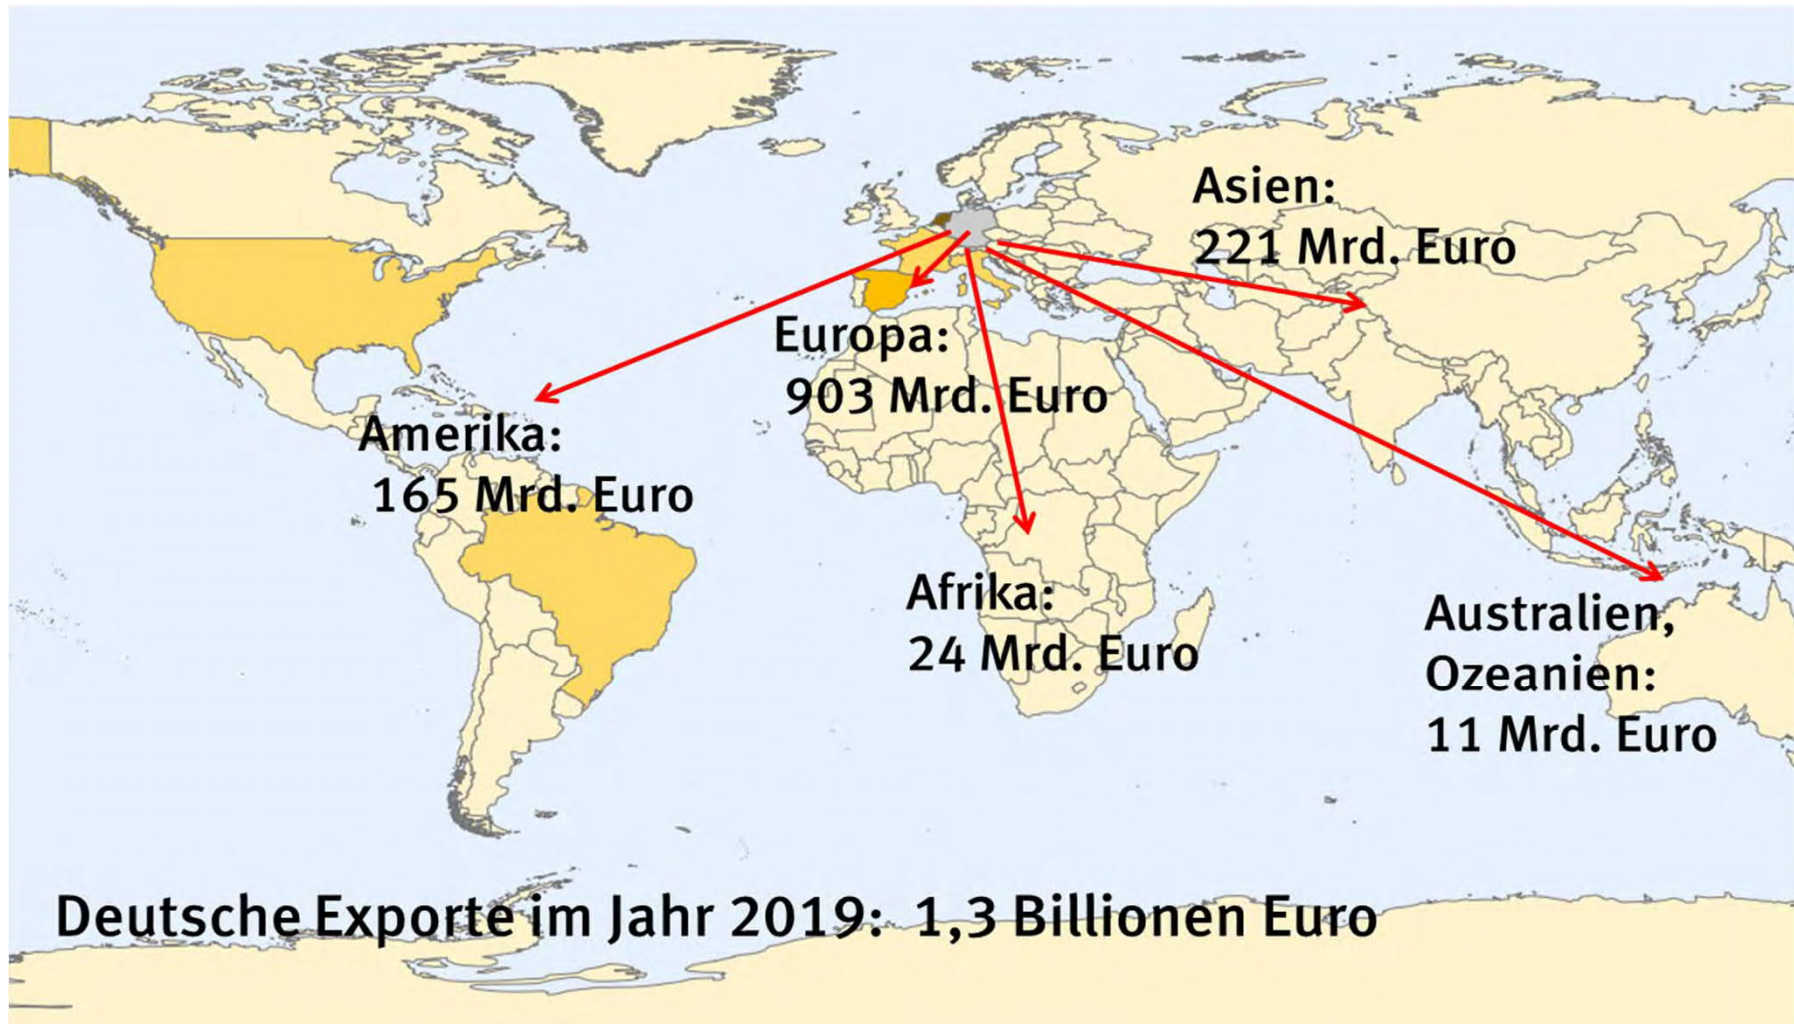 Asien:
221 Mrd. Euro
Europa:
903 Mrd. Euro
Amerika:
165 Mrd. Euro
Afrika:
24 Mrd. Euro
Australien,
Ozeanien:
11 Mrd. Euro
Deutsche Exporte im Jahr 2019: 1,3 Billionen Euro